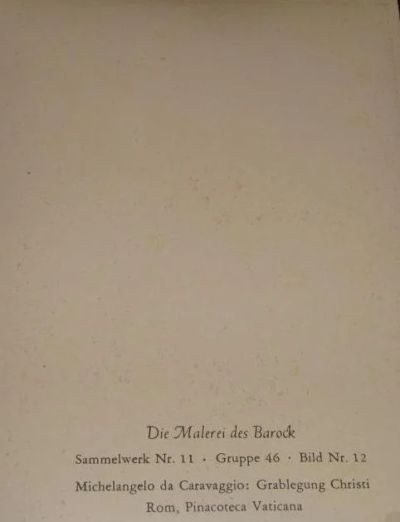 Die Malerei des Barock
Sammelwerk Nr. 11 · Gruppe 46 · Bild Nr. 12
Michelangelo da Caravaggio: Grablegung Christi
Rom, Pinacoteca Vaticana